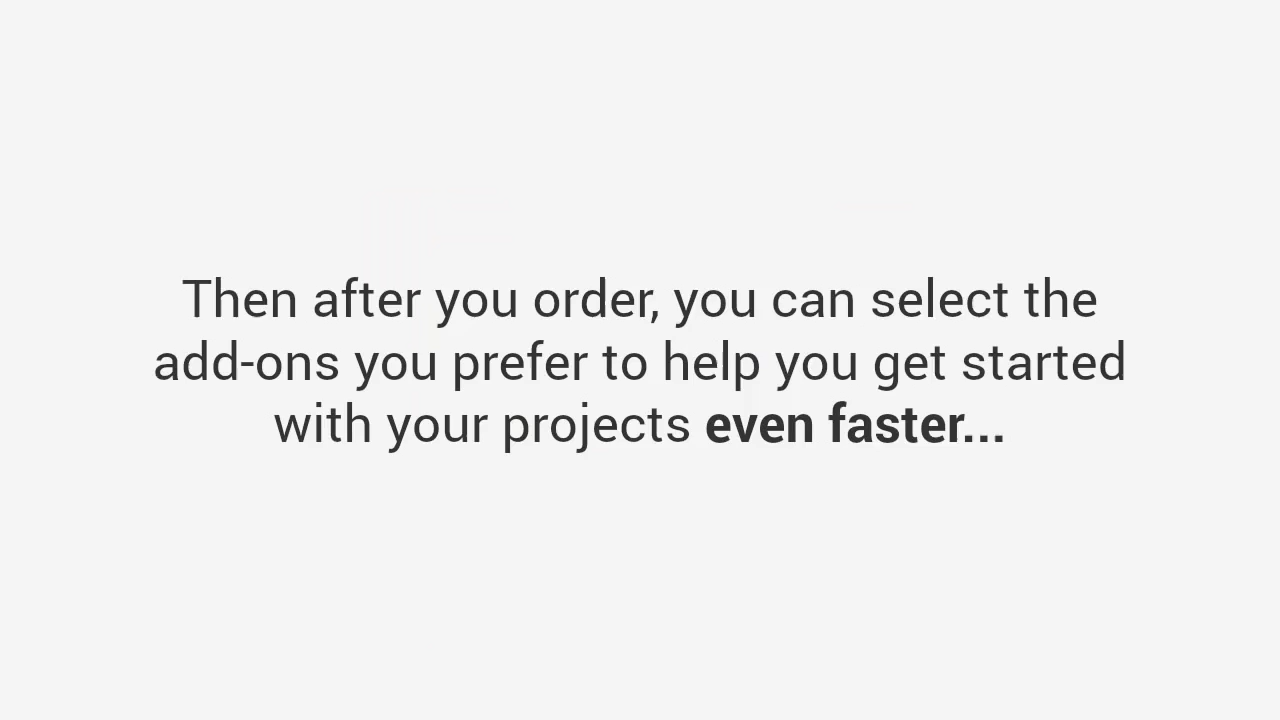 Then after you order, you can select the
add-ons you prefer to help you get started
with your projects even faster...